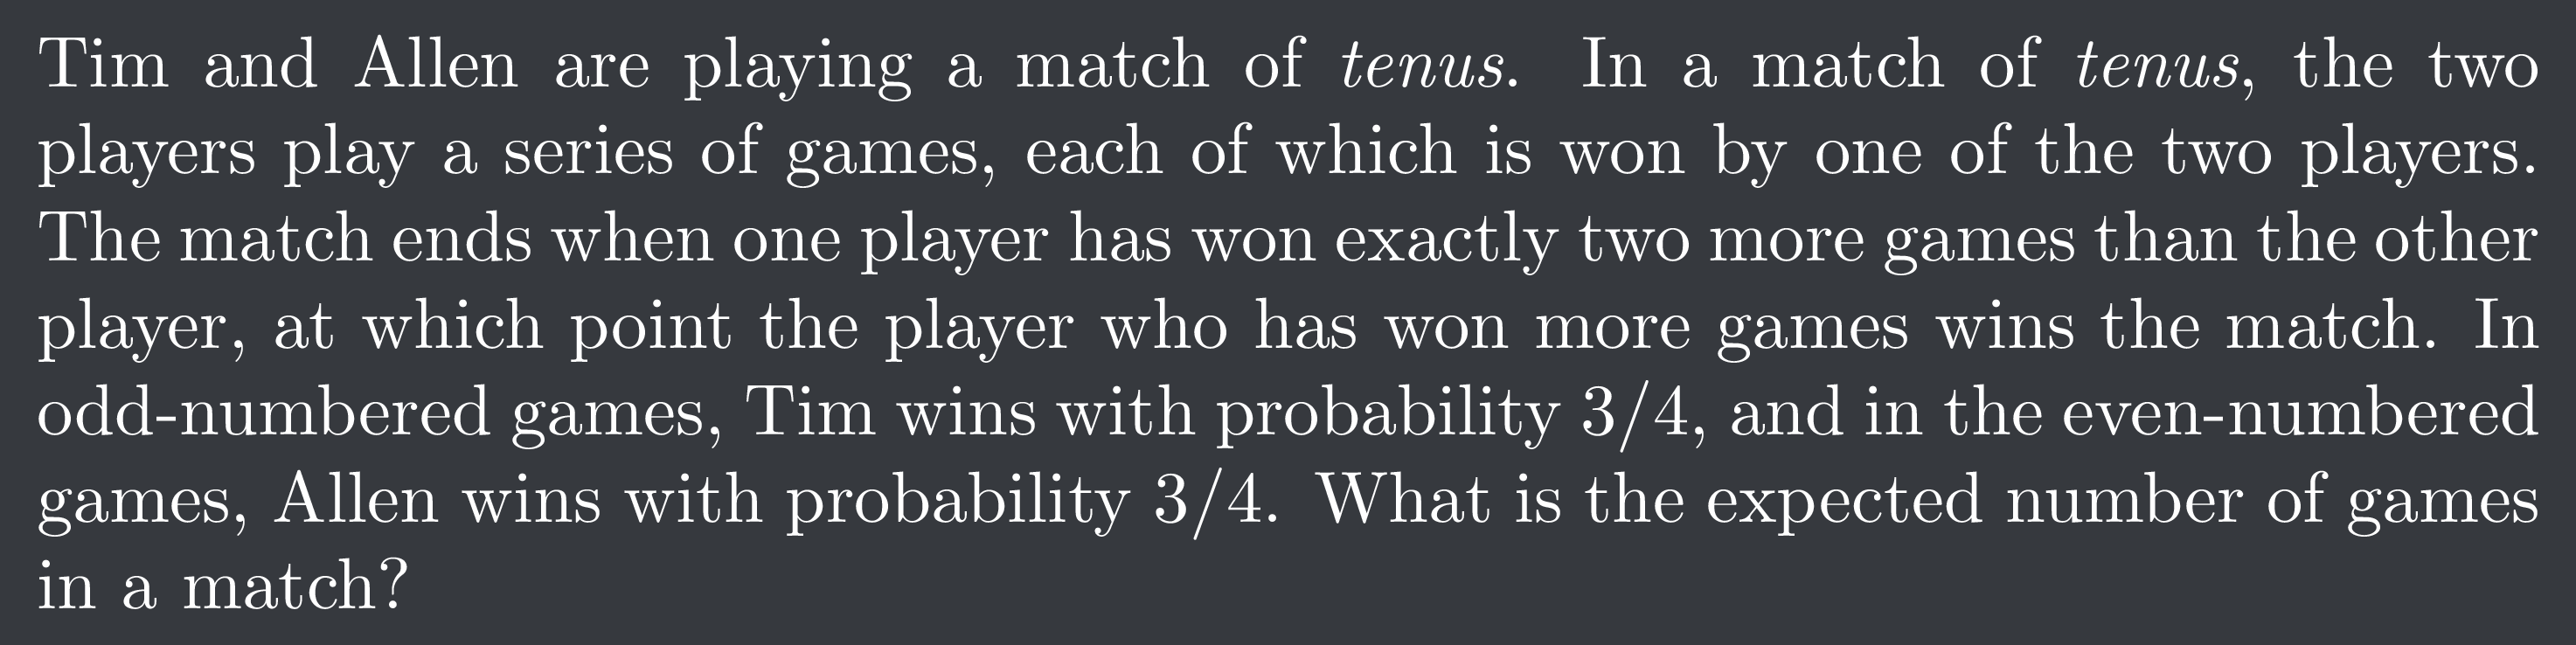 Tim and Allen are playing a match of tenus. In a match of tenus, the two
players play a series of games, each of which is won by one of the two players.
The match ends when one player has won exactly two more games than the other
player, at which point the player who has won more games wins the match. In
odd-numbered games, Tim wins with probability 3/4, and in the even-numbered
games, Allen wins with probability 3/4. What is the expected number of games
in a match?